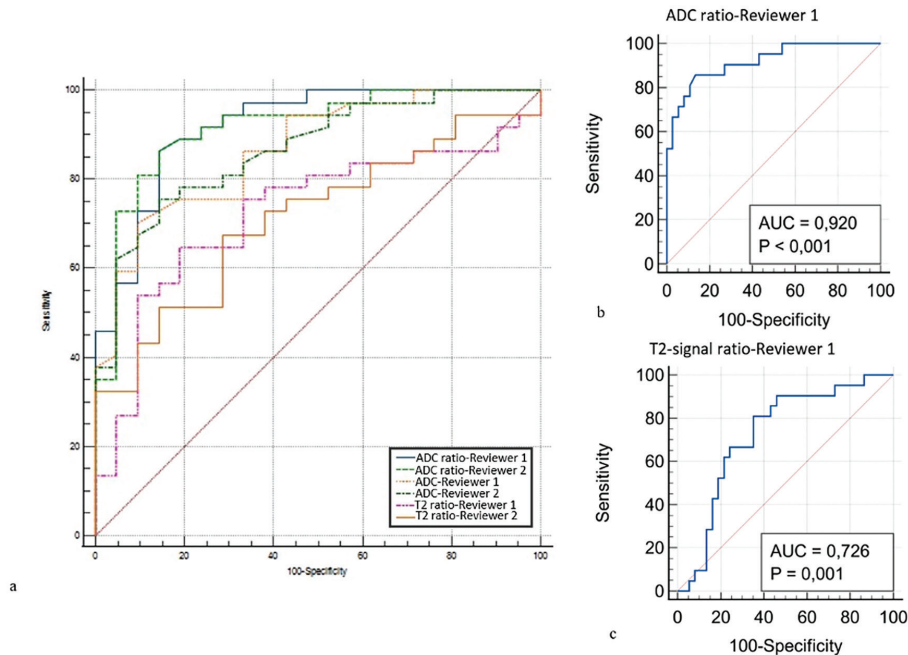 100
80
60
40
20
0
Sensitivity
0 20 40 60 80 100
100-Specificity
ADC ratio-Reviewer 1
ADC ratio-Reviewer 2
ADC-Reviewer 1
ADC-Reviewer 2
T2 ratio-Reviewer 1
T2 ratio-Reviewer 2
a
ADC ratio-Reviewer 1
100
80
60
40
20
0
Sensitivity
AUC = 0,920
P < 0,001
0 20 40 60 80 100
100-Specificity
b
T2-signal ratio-Reviewer 1
100
80
60
40
20
0
Sensitivity
AUC = 0,726
P = 0,001
0 20 40 60 80 100
100-Specificity
c